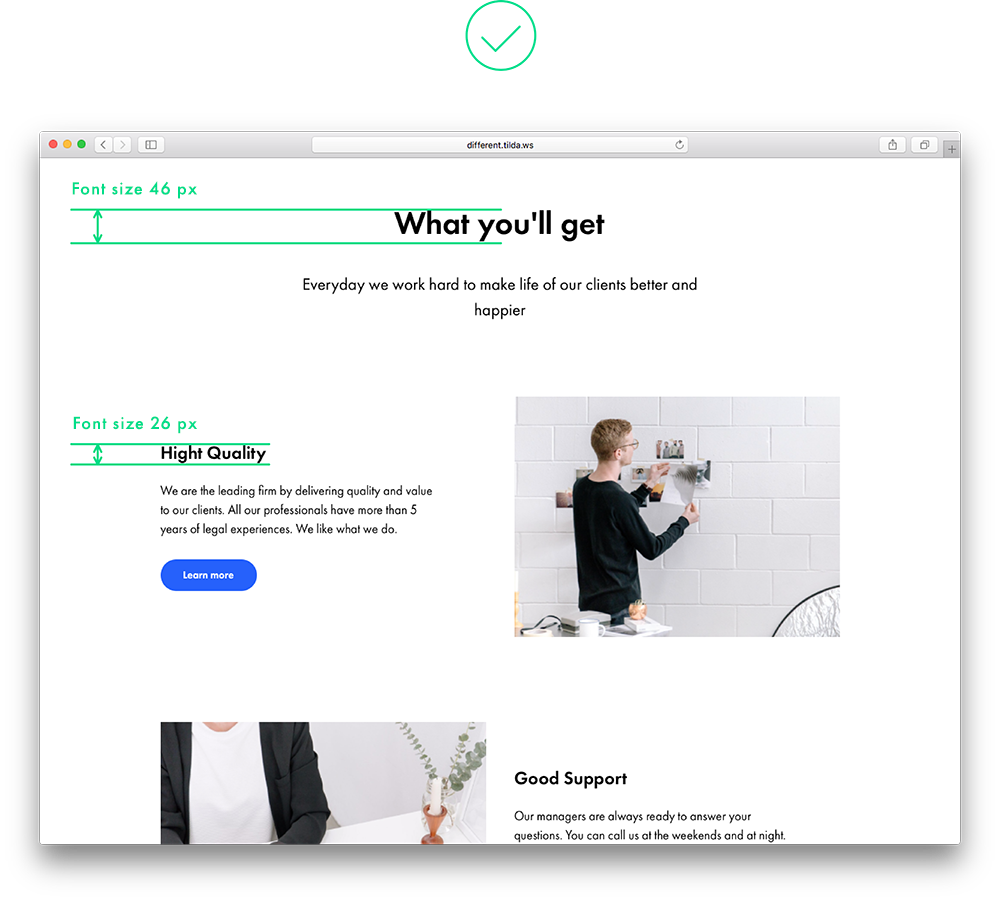 different.tilda.ws
Font size 46 px
What you'll get
Everyday we work hard to make life of our clients better and
happier
Font size 26 px
Hight Quality
We are the leading firm by delivering quality and value
to our clients. All our professionals have more than 5
years of legal experiences. We like what we do.
Learn more
Good Support
Our managers are always ready to answer your
questions. You can call us at the weekends and at night.